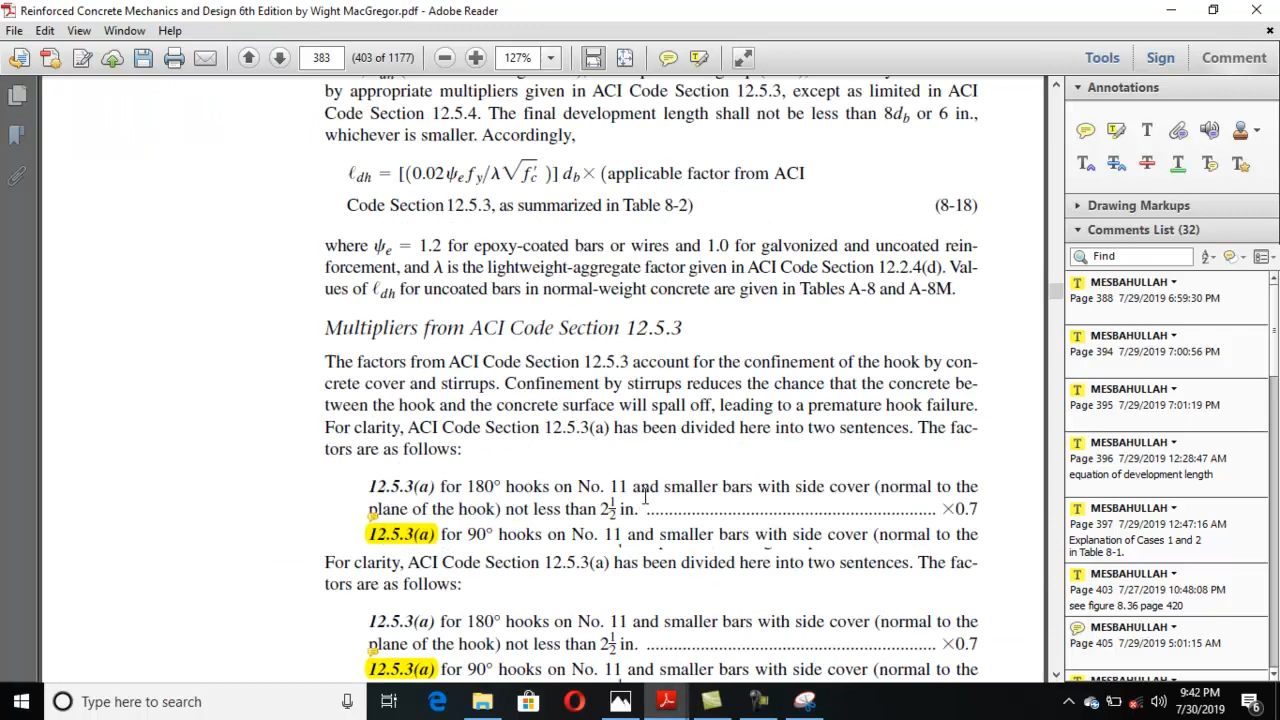 Reinforced Concrete Mechanics and Design 6th Edition by Wight MacGregor.pdf - Adobe Reader
File Edit View Window Help
383 (403 of 1177) 127% Tools Sign Comment
by appropriate multipliers given in ACI Code Section 12.5.3, except as limited in ACI
Code Section 12.5.4. The final development length shall not be less than 8d_b or 6 in.,
whichever is smaller. Accordingly,
ℓ_dh = [(0.02ψ_e f_y/λ√f'_c )] d_b × (applicable factor from ACI
Code Section 12.5.3, as summarized in Table 8-2) (8-18)
where ψ_e = 1.2 for epoxy-coated bars or wires and 1.0 for galvanized and uncoated rein-
forcement, and λ is the lightweight-aggregate factor given in ACI Code Section 12.2.4(d). Val-
ues of ℓ_dh for uncoated bars in normal-weight concrete are given in Tables A-8 and A-8M.
Multipliers from ACI Code Section 12.5.3
The factors from ACI Code Section 12.5.3 account for the confinement of the hook by con-
crete cover and stirrups. Confinement by stirrups reduces the chance that the concrete be-
tween the hook and the concrete surface will spall off, leading to a premature hook failure.
For clarity, ACI Code Section 12.5.3(a) has been divided here into two sentences. The fac-
tors are as follows:
12.5.3(a) for 180° hooks on No. 11 and smaller bars with side cover (normal to the
plane of the hook) not less than 2½ in. ........................................................ ×0.7
12.5.3(a) for 90° hooks on No. 11 and smaller bars with side cover (normal to the
For clarity, ACI Code Section 12.5.3(a) has been divided here into two sentences. The fac-
tors are as follows:
12.5.3(a) for 180° hooks on No. 11 and smaller bars with side cover (normal to the
plane of the hook) not less than 2½ in. ........................................................ ×0.7
12.5.3(a) for 90° hooks on No. 11 and smaller bars with side cover (normal to the
Annotations
Drawing Markups
Comments List (32)
Find
MESBAHULLAH
Page 388 7/29/2019 6:59:30 PM
MESBAHULLAH
Page 394 7/29/2019 7:00:56 PM
MESBAHULLAH
Page 395 7/29/2019 7:01:19 PM
MESBAHULLAH
Page 396 7/29/2019 12:28:47 AM
equation of development length
MESBAHULLAH
Page 397 7/29/2019 12:47:16 AM
Explanation of Cases 1 and 2
in Table 8-1.
MESBAHULLAH
Page 403 7/27/2019 10:48:08 PM
see figure 8.36 page 420
MESBAHULLAH
Page 405 7/29/2019 5:01:15 AM
Type here to search
9:42 PM
7/30/2019
6